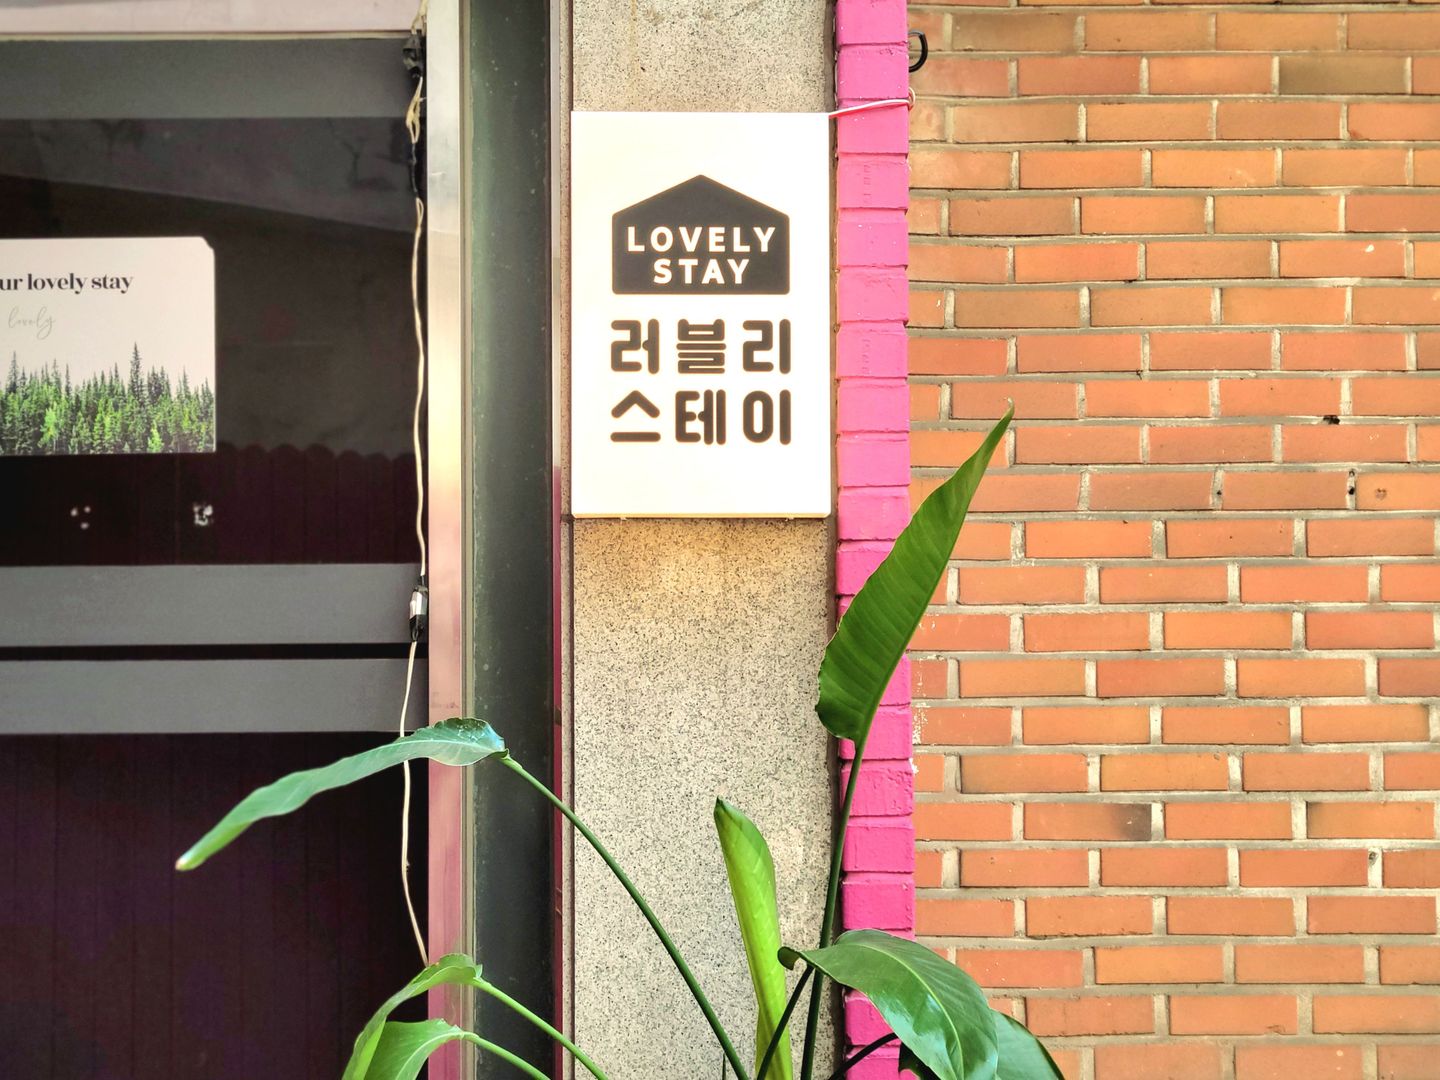 ur lovely stay
lovely
LOVELY
STAY
러블리
스테이